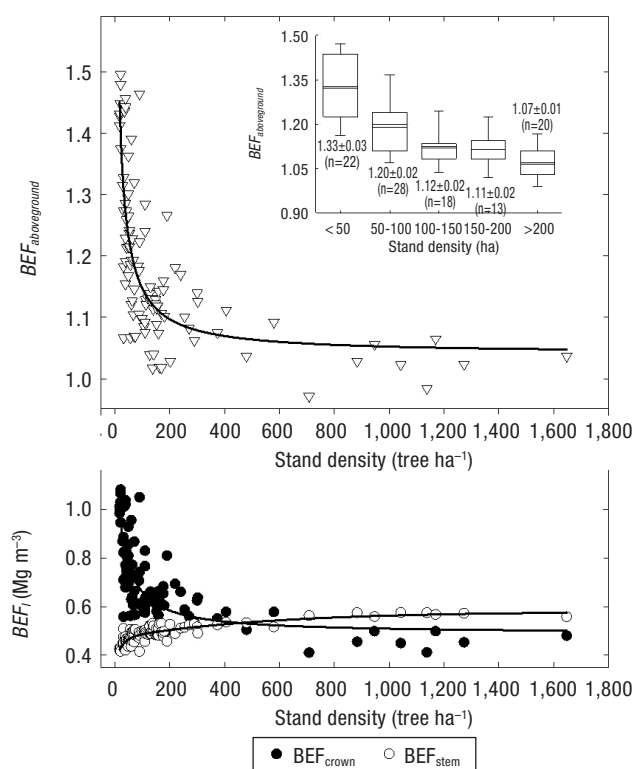 1.5
1.4
1.3
1.2
1.1
1.0
BEFaboveground
0 200 400 600 800 1,000 1,200 1,400 1,600 1,800
Stand density (tree ha⁻¹)
1.50
1.35
1.20
1.05
0.90
BEFaboveground
1.33±0.03
(n=22)
1.20±0.02
(n=28)
1.12±0.02
(n=18)
1.11±0.02
(n=13)
1.07±0.01
(n=20)
<50 50-100 100-150 150-200 >200
Stand density (ha)
1.0
0.8
0.6
0.4
BEFi (Mg m⁻³)
0 200 400 600 800 1,000 1,200 1,400 1,600 1,800
Stand density (tree ha⁻¹)
BEFcrown BEFstem